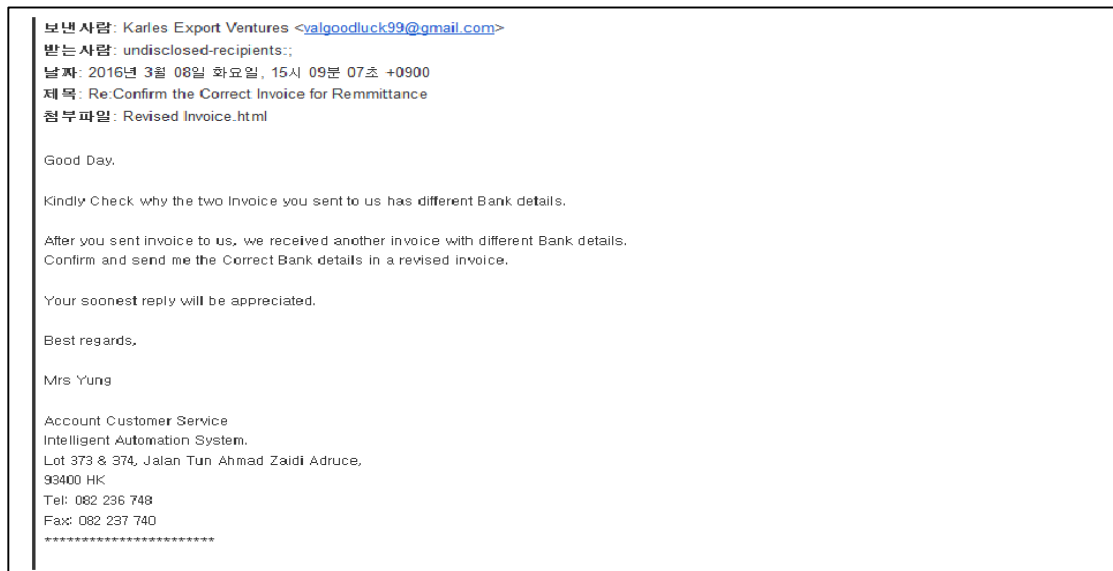 보낸사람: Karles Export Ventures <valgoodluck99@gmail.com>
받는사람: undisclosed-recipients:;
날짜: 2016년 3월 08일 화요일, 15시 09분 07초 +0900
제목: Re:Confirm the Correct Invoice for Remmittance
첨부파일: Revised Invoice.html
Good Day.
Kindly Check why the two Invoice you sent to us has different Bank details.
After you sent invoice to us, we received another invoice with different Bank details.
Confirm and send me the Correct Bank details in a revised invoice.
Your soonest reply will be appreciated.
Best regards,
Mrs Yung
Account Customer Service
Intelligent Automation System.
Lot 373 & 374, Jalan Tun Ahmad Zaidi Adruce,
93400 HK
Tel: 082 236 748
Fax: 082 237 740
***********************